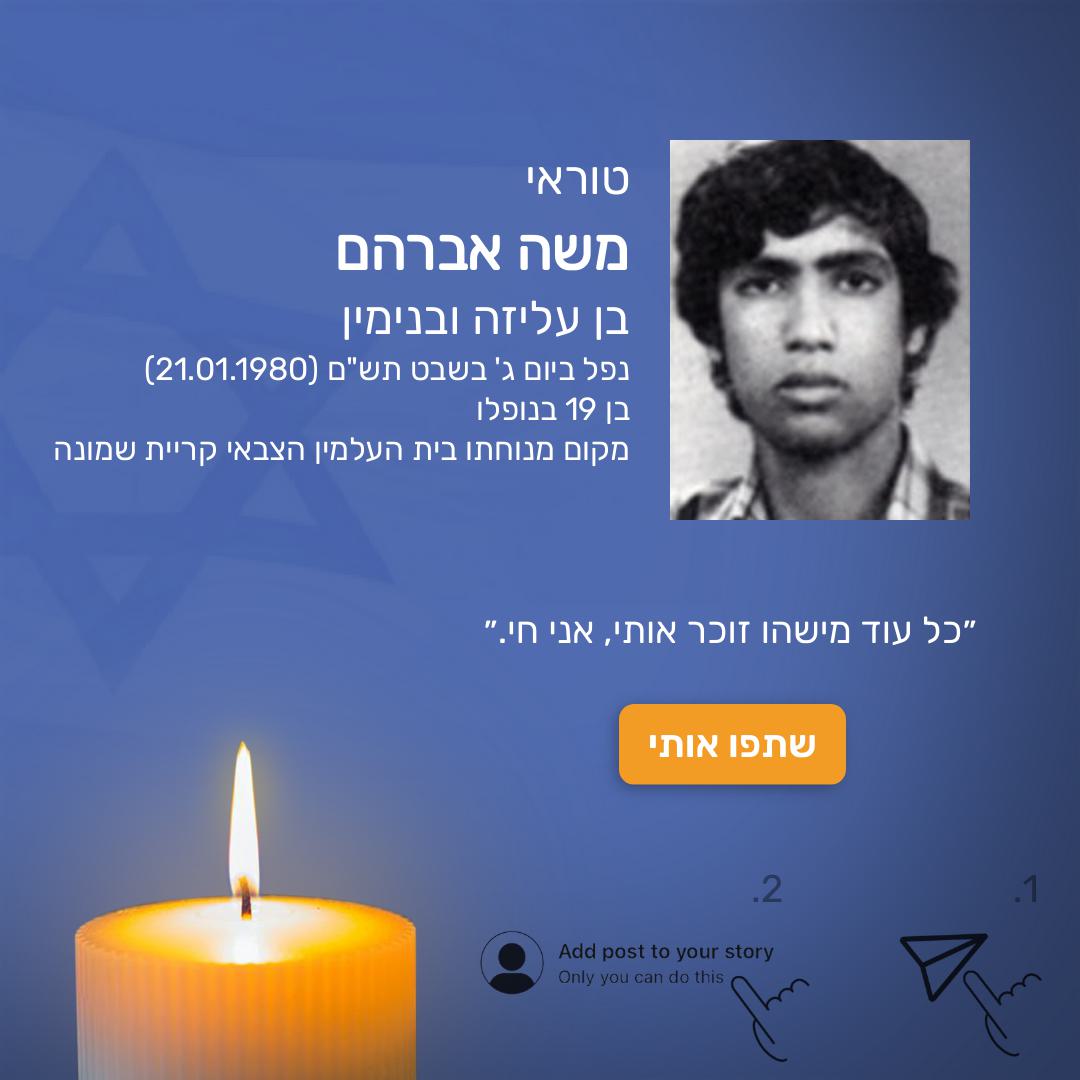 טוראי
משה אברהם
בן עליזה ובנימין
נפל ביום ג' בשבט תש"ם (21.01.1980)
בן 19 בנופלו
מקום מנוחתו בית העלמין הצבאי קריית שמונה
״כל עוד מישהו זוכר אותי, אני חי.״
שתפו אותי
.1
.2
Add post to your story
Only you can do this